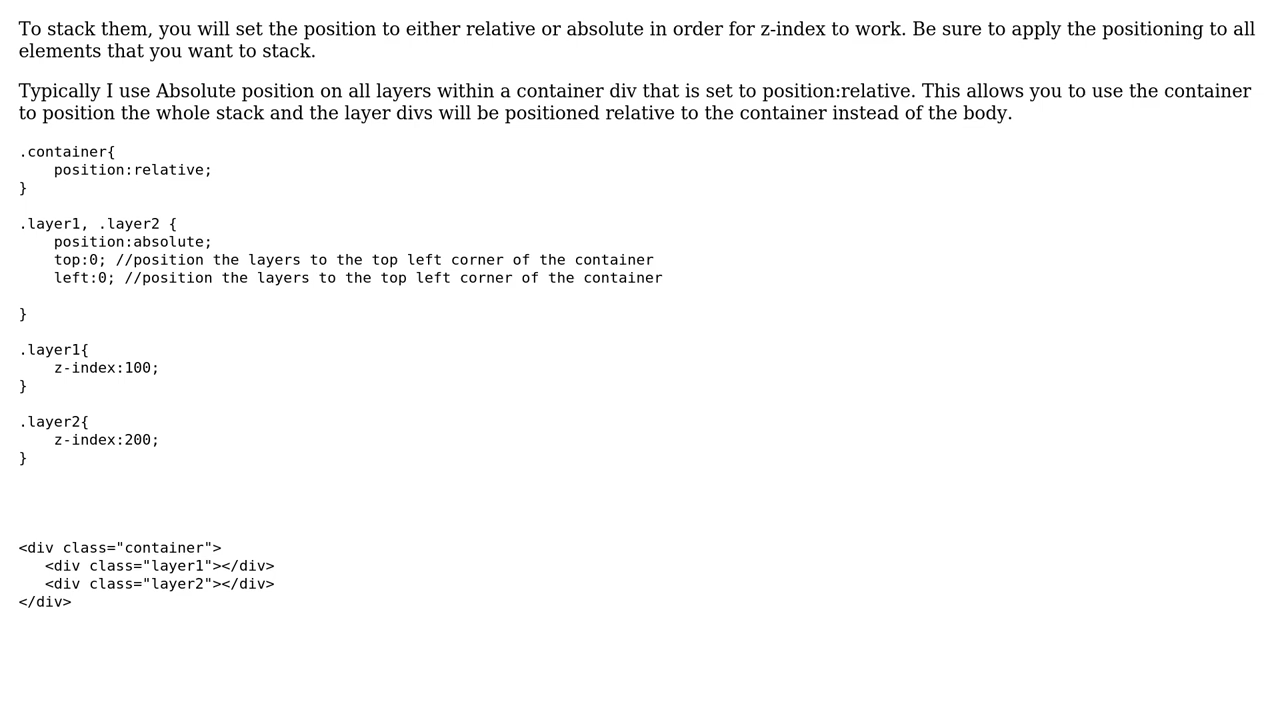 To stack them, you will set the position to either relative or absolute in order for z-index to work. Be sure to apply the positioning to all
elements that you want to stack.
Typically I use Absolute position on all layers within a container div that is set to position:relative. This allows you to use the container
to position the whole stack and the layer divs will be positioned relative to the container instead of the body.
.container{
    position:relative;
}
.layer1, .layer2 {
    position:absolute;
    top:0; //position the layers to the top left corner of the container
    left:0; //position the layers to the top left corner of the container
}
.layer1{
    z-index:100;
}
.layer2{
    z-index:200;
}
<div class="container">
   <div class="layer1"></div>
   <div class="layer2"></div>
</div>